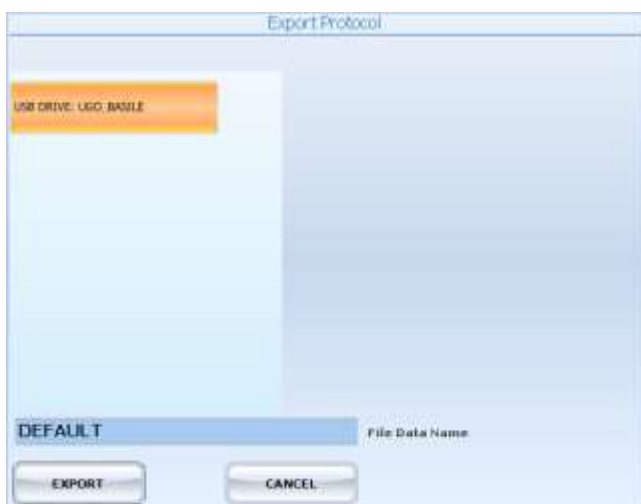 Export Protocol
USB DRIVE: UGO_BASILE
DEFAULT
File Data Name
EXPORT
CANCEL